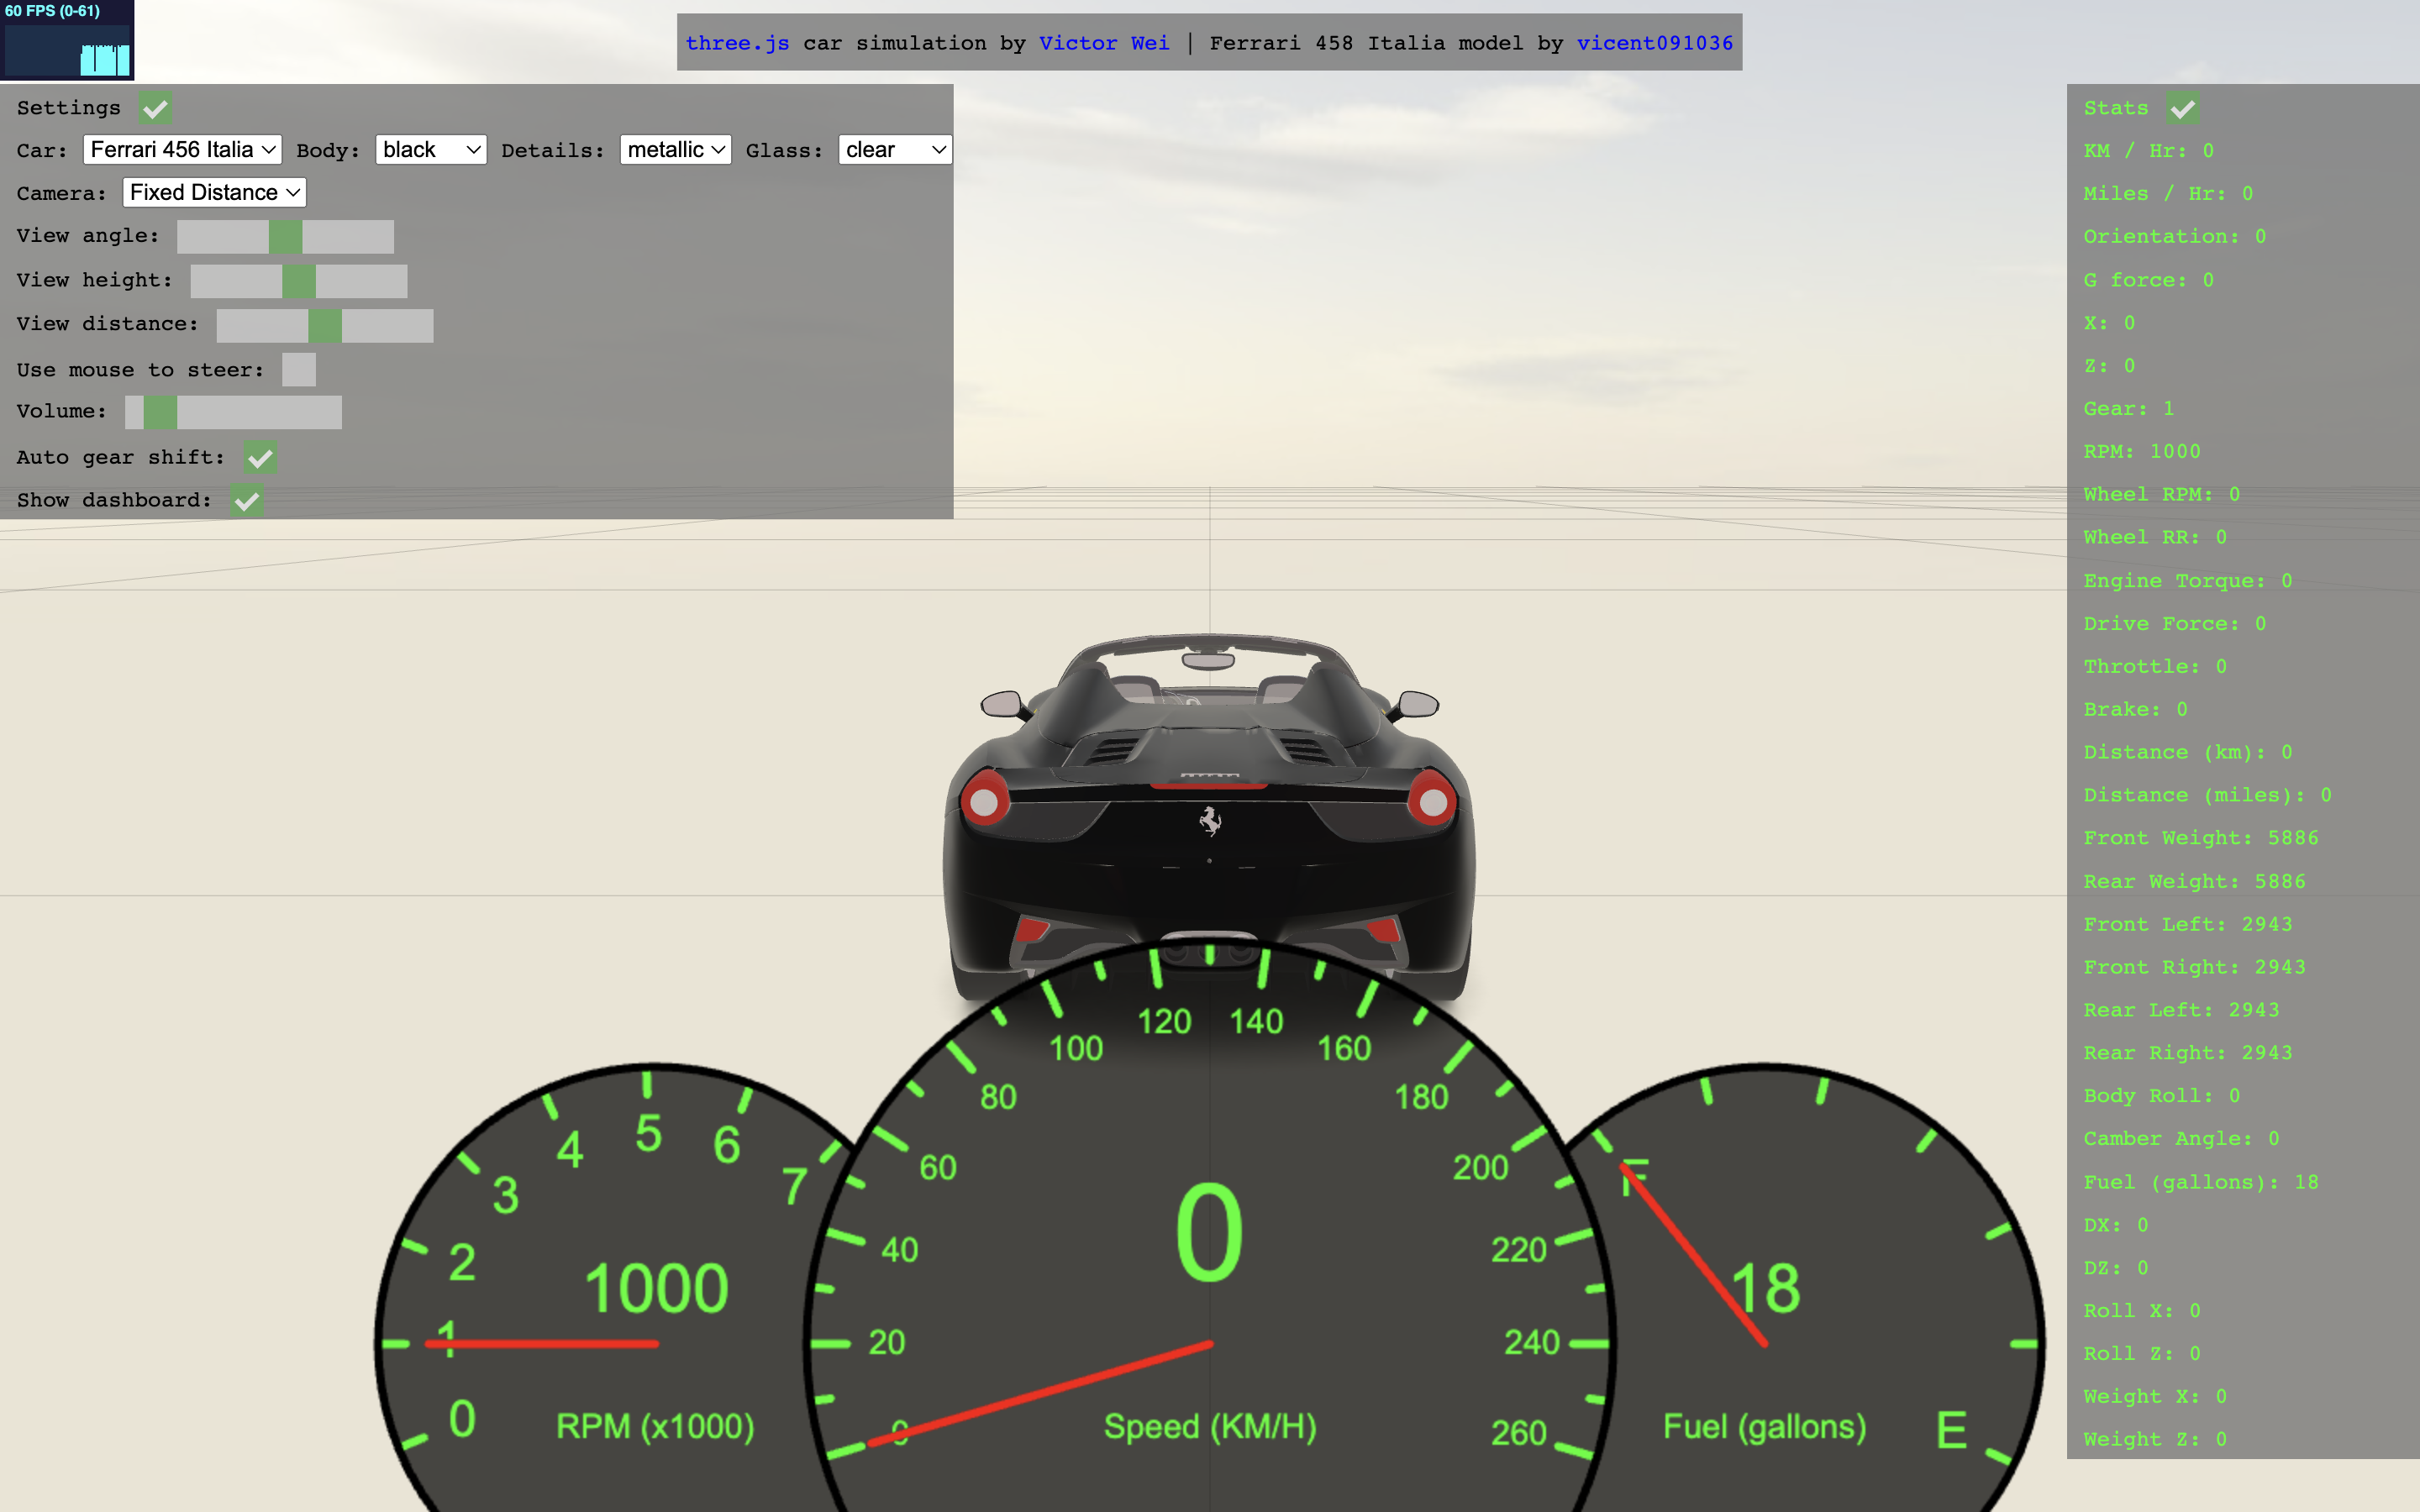 60 FPS (0-61)
three.js car simulation by Victor Wei | Ferrari 458 Italia model by vicent091036
Settings
Car: Ferrari 456 Italia Body: black Details: metallic Glass: clear
Camera: Fixed Distance
View angle:
View height:
View distance:
Use mouse to steer:
Volume:
Auto gear shift:
Show dashboard:
Stats
KM / Hr: 0
Miles / Hr: 0
Orientation: 0
G force: 0
X: 0
Z: 0
Gear: 1
RPM: 1000
Wheel RPM: 0
Wheel RR: 0
Engine Torque: 0
Drive Force: 0
Throttle: 0
Brake: 0
Distance (km): 0
Distance (miles): 0
Front Weight: 5886
Rear Weight: 5886
Front Left: 2943
Front Right: 2943
Rear Left: 2943
Rear Right: 2943
Body Roll: 0
Camber Angle: 0
Fuel (gallons): 18
DX: 0
DZ: 0
Roll X: 0
Roll Z: 0
Weight X: 0
Weight Z: 0
0
1
2
3
4
5
6
7
1000
RPM (x1000)
0
20
40
60
80
100
120
140
160
180
200
220
240
260
0
Speed (KM/H)
F
18
E
Fuel (gallons)